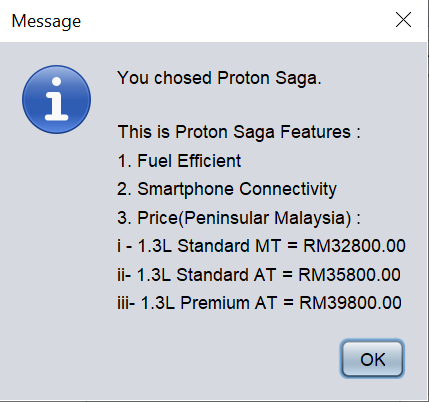 Message
You chosed Proton Saga.
This is Proton Saga Features :
1. Fuel Efficient
2. Smartphone Connectivity
3. Price(Peninsular Malaysia) :
i - 1.3L Standard MT = RM32800.00
ii- 1.3L Standard AT = RM35800.00
iii- 1.3L Premium AT = RM39800.00
OK